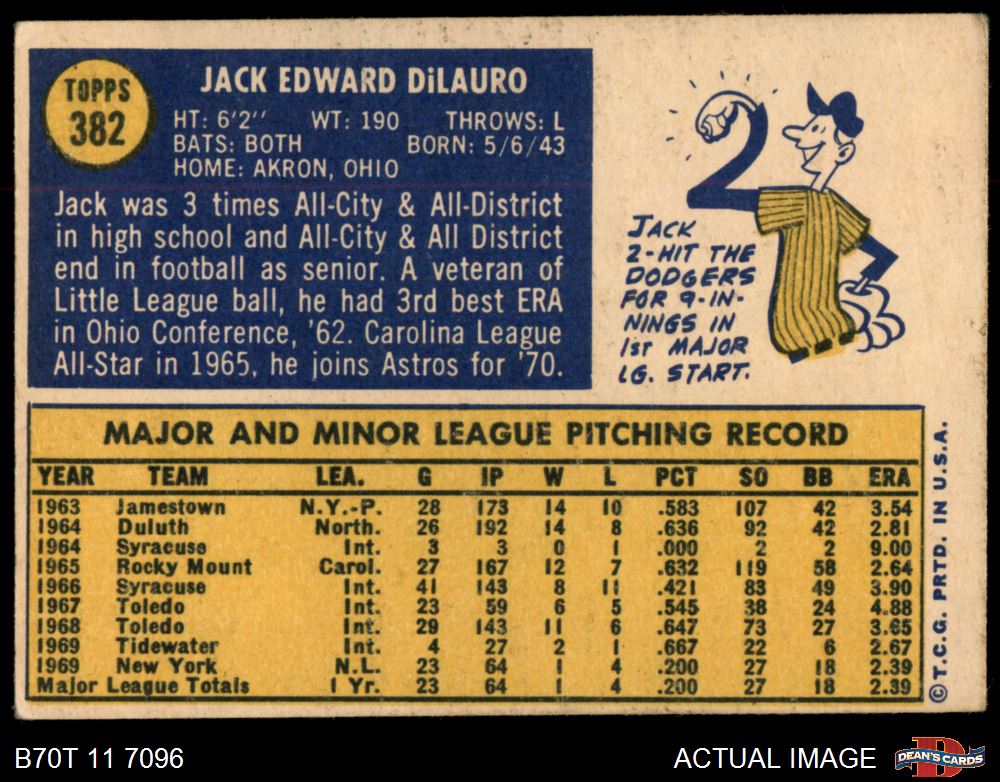 TOPPS
382
JACK EDWARD DiLAURO
HT: 6'2" WT: 190 THROWS: L
BATS: BOTH BORN: 5/6/43
HOME: AKRON, OHIO
Jack was 3 times All-City & All-District
in high school and All-City & All District
end in football as senior. A veteran of
Little League ball, he had 3rd best ERA
in Ohio Conference, '62. Carolina League
All-Star in 1965, he joins Astros for '70.
JACK
2-HIT THE
DODGERS
FOR 9-IN-
NINGS IN
1ST MAJOR
LG. START.
MAJOR AND MINOR LEAGUE PITCHING RECORD
YEAR TEAM LEA. G IP W L PCT SO BB ERA
1963 Jamestown N.Y.-P. 28 173 14 10 .583 107 42 3.54
1964 Duluth North. 26 192 14 8 .636 92 42 2.81
1964 Syracuse Int. 3 3 0 1 .000 2 2 9.00
1965 Rocky Mount Carol. 27 167 12 7 .632 119 58 2.64
1966 Syracuse Int. 41 143 8 11 .421 83 49 3.90
1967 Toledo Int. 23 59 6 5 .545 38 24 4.88
1968 Toledo Int. 29 143 11 6 .647 73 27 3.65
1969 Tidewater Int. 4 27 2 1 .667 22 6 2.67
1969 New York N.L. 23 64 1 4 .200 27 18 2.39
Major League Totals 1 Yr. 23 64 1 4 .200 27 18 2.39
© T.C.G. PRTD. IN U.S.A.
B70T 11 7096
ACTUAL IMAGE
D
DEAN'S CARDS